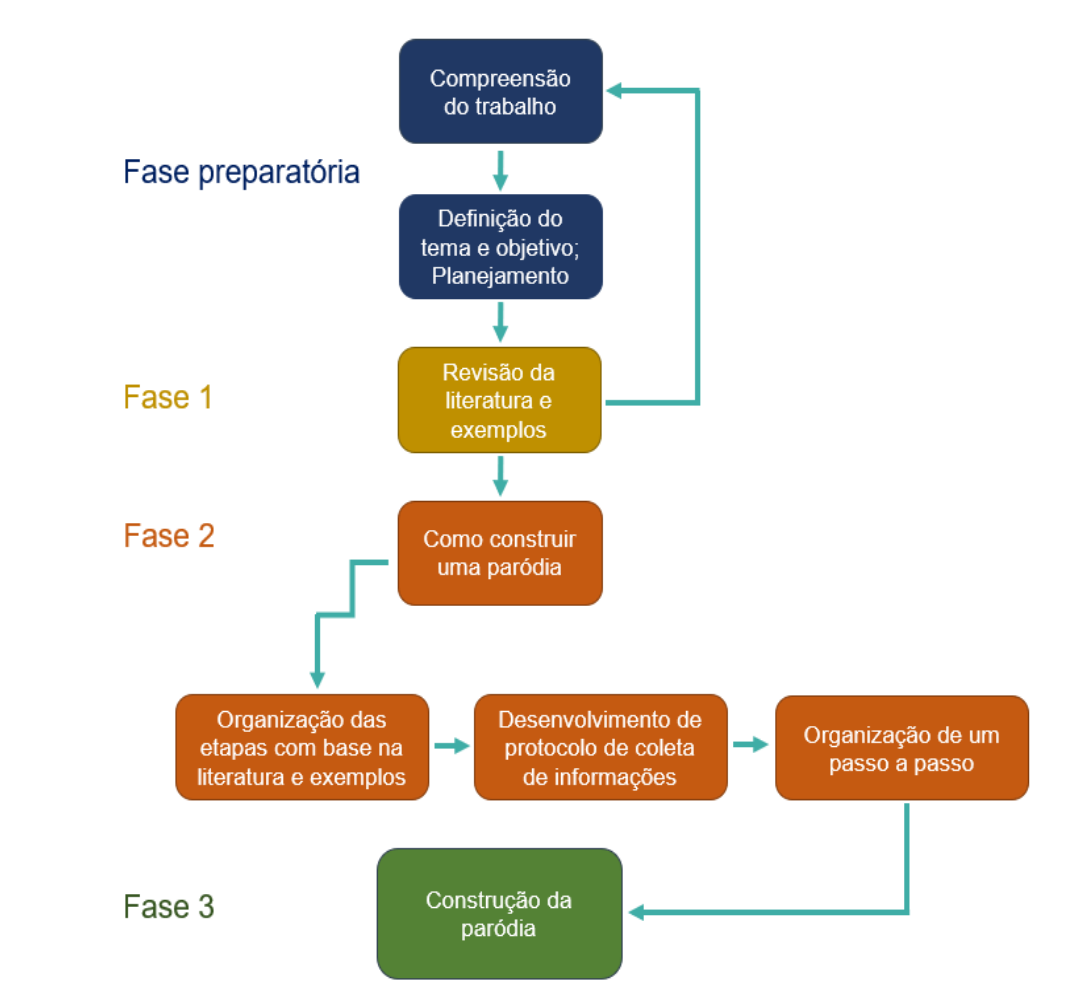 Compreensão
do trabalho
Fase preparatória
Definição do
tema e objetivo;
Planejamento
Fase 1
Revisão da
literatura e
exemplos
Fase 2
Como construir
uma paródia
Organização das
etapas com base na
literatura e exemplos
Desenvolvimento de
protocolo de coleta
de informações
Organização de um
passo a passo
Fase 3
Construção da
paródia